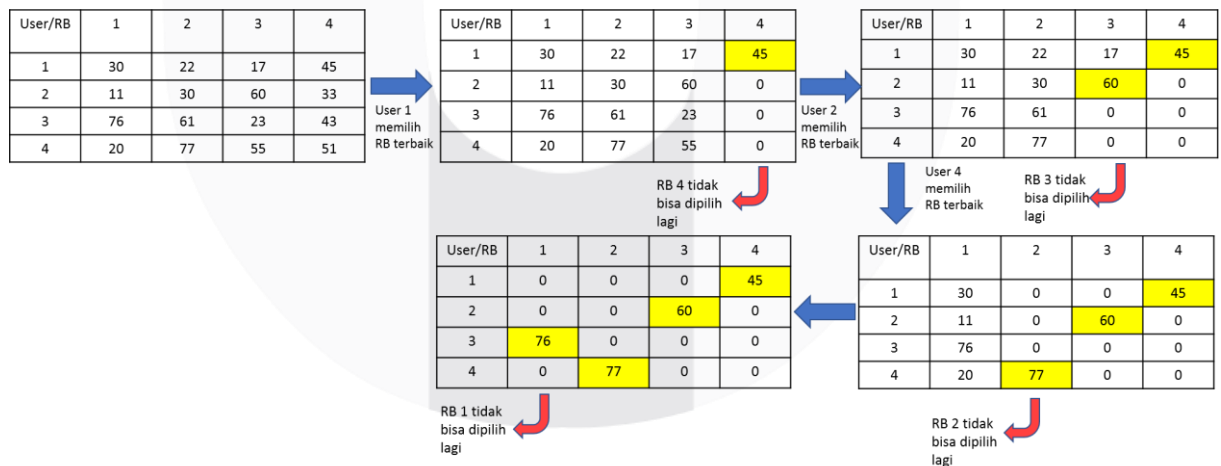 User/RB 1 2 3 4
1 30 22 17 45
2 11 30 60 33
3 76 61 23 43
4 20 77 55 51
User 1
memilih
RB terbaik
User/RB 1 2 3 4
1 30 22 17 45
2 11 30 60 0
3 76 61 23 0
4 20 77 55 0
RB 4 tidak
bisa dipilih
lagi
User 2
memilih
RB terbaik
User/RB 1 2 3 4
1 30 22 17 45
2 11 30 60 0
3 76 61 0 0
4 20 77 0 0
RB 3 tidak
bisa dipilih
lagi
User 4
memilih
RB terbaik
User/RB 1 2 3 4
1 30 0 0 45
2 11 0 60 0
3 76 0 0 0
4 20 77 0 0
RB 2 tidak
bisa dipilih
lagi
User/RB 1 2 3 4
1 0 0 0 45
2 0 0 60 0
3 76 0 0 0
4 0 77 0 0
RB 1 tidak
bisa dipilih
lagi